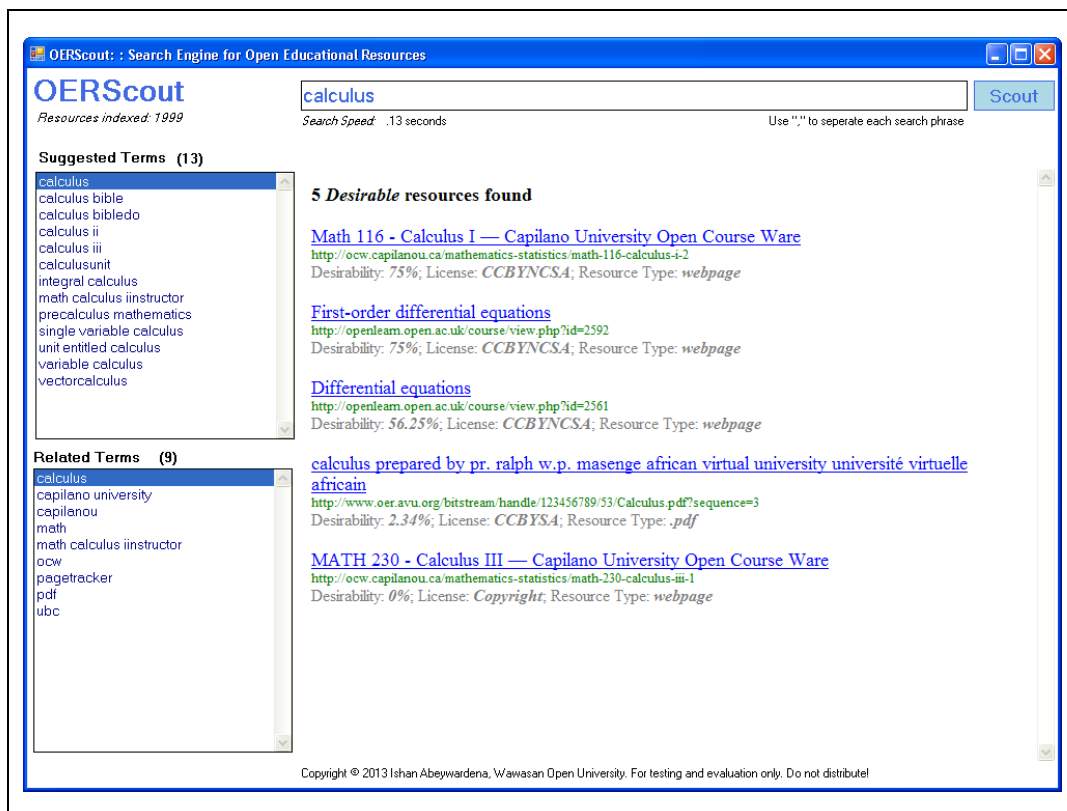 OERScout: : Search Engine for Open Educational Resources
OERScout
Resources indexed: 1999
calculus
Scout
Search Speed: .13 seconds
Use "," to seperate each search phrase
Suggested Terms (13)
calculus
calculus bible
calculus bibledo
calculus ii
calculus iii
calculusunit
integral calculus
math calculus iinstructor
precalculus mathematics
single variable calculus
unit entitled calculus
variable calculus
vectorcalculus
Related Terms (9)
calculus
capilano university
capilanou
math
math calculus iinstructor
ocw
pagetracker
pdf
ubc
5 Desirable resources found
Math 116 - Calculus I — Capilano University Open Course Ware
http://ocw.capilanou.ca/mathematics-statistics/math-116-calculus-i-2
Desirability: 75%; License: CCBYNCSA; Resource Type: webpage
First-order differential equations
http://openlearn.open.ac.uk/course/view.php?id=2592
Desirability: 75%; License: CCBYNCSA; Resource Type: webpage
Differential equations
http://openlearn.open.ac.uk/course/view.php?id=2561
Desirability: 56.25%; License: CCBYNCSA; Resource Type: webpage
calculus prepared by pr. ralph w.p. masenge african virtual university université virtuelle
africain
http://www.oer.avu.org/bitstream/handle/123456789/53/Calculus.pdf?sequence=3
Desirability: 2.34%; License: CCBYSA; Resource Type: .pdf
MATH 230 - Calculus III — Capilano University Open Course Ware
http://ocw.capilanou.ca/mathematics-statistics/math-230-calculus-iii-1
Desirability: 0%; License: Copyright; Resource Type: webpage
Copyright © 2013 Ishan Abeywardena, Wawasan Open University. For testing and evaluation only. Do not distribute!